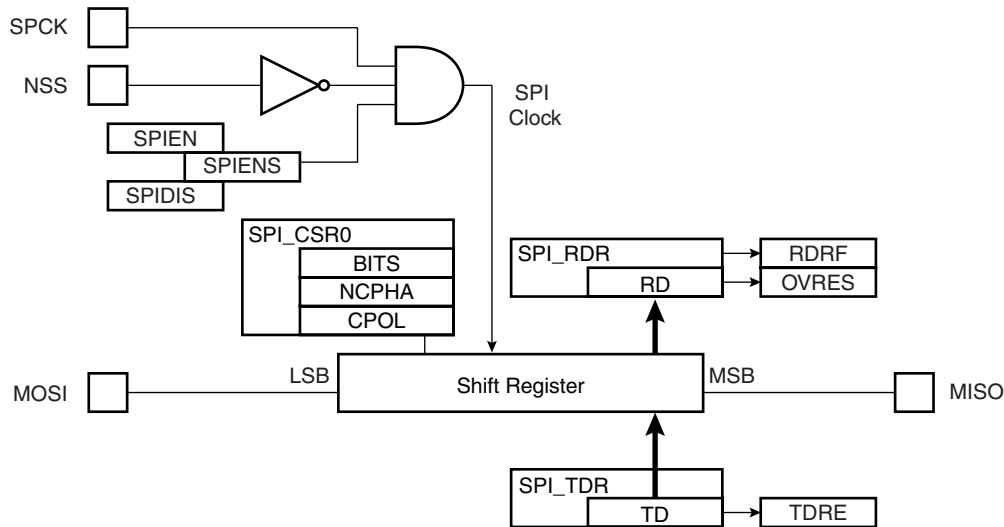 SPCK
NSS
SPI
Clock
SPIEN
SPIENS
SPIDIS
SPI_CSR0
BITS
NCPHA
CPOL
SPI_RDR
RD
RDRF
OVRES
MOSI
LSB
Shift Register
MSB
MISO
SPI_TDR
TD
TDRE